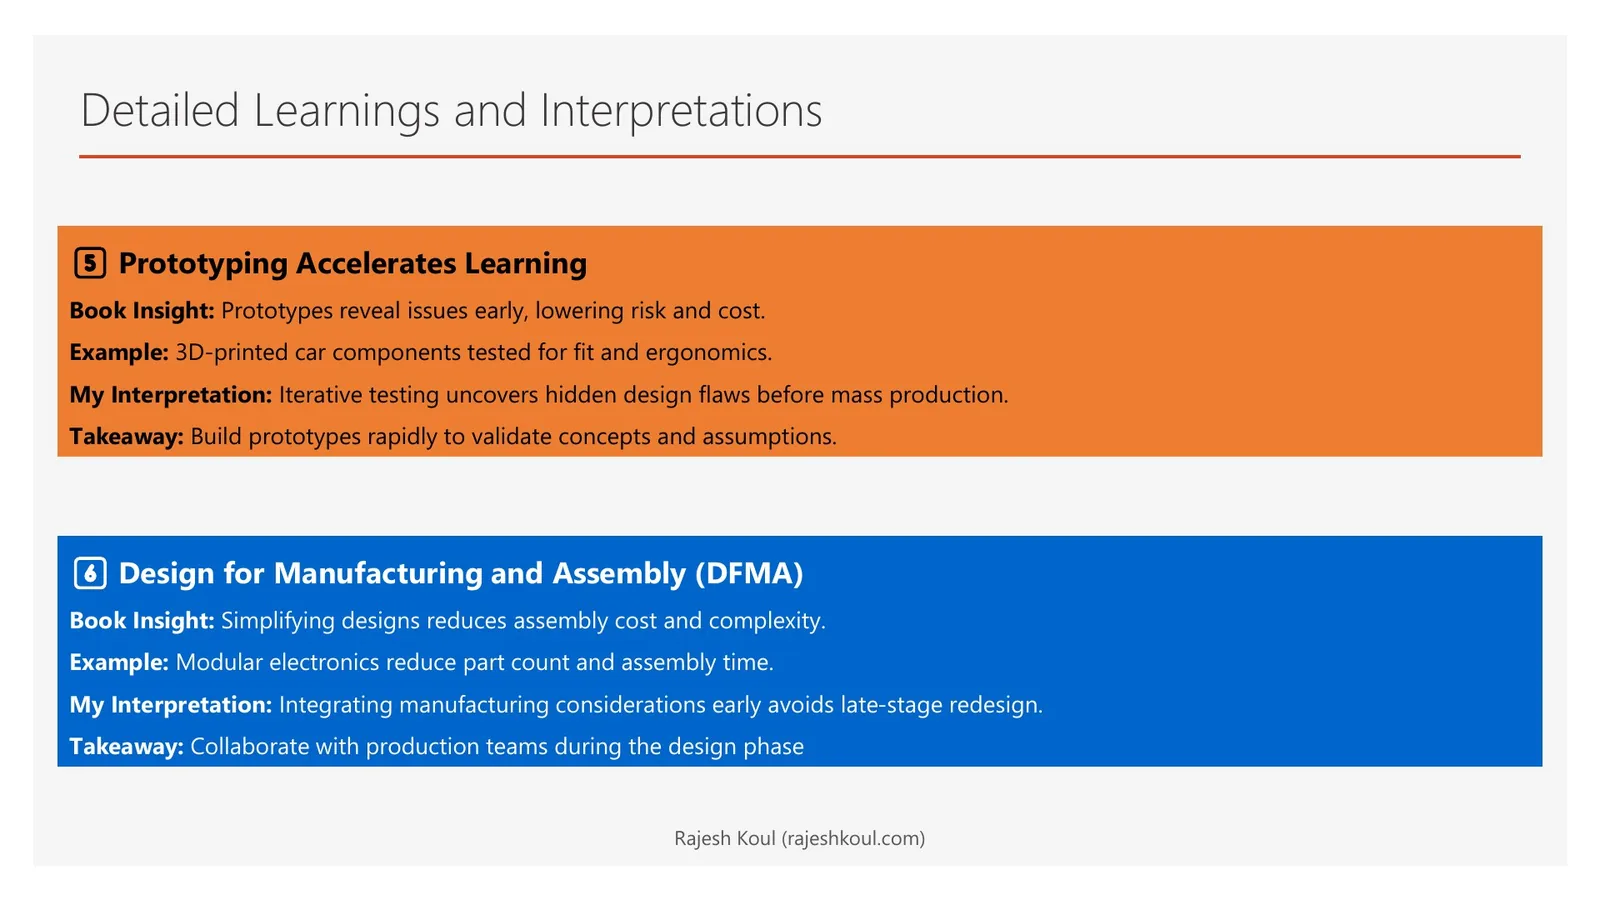 Detailed Learnings and Interpretations
5 Prototyping Accelerates Learning
Book Insight: Prototypes reveal issues early, lowering risk and cost.
Example: 3D-printed car components tested for fit and ergonomics.
My Interpretation: Iterative testing uncovers hidden design flaws before mass production.
Takeaway: Build prototypes rapidly to validate concepts and assumptions.
6 Design for Manufacturing and Assembly (DFMA)
Book Insight: Simplifying designs reduces assembly cost and complexity.
Example: Modular electronics reduce part count and assembly time.
My Interpretation: Integrating manufacturing considerations early avoids late-stage redesign.
Takeaway: Collaborate with production teams during the design phase
Rajesh Koul (rajeshkoul.com)